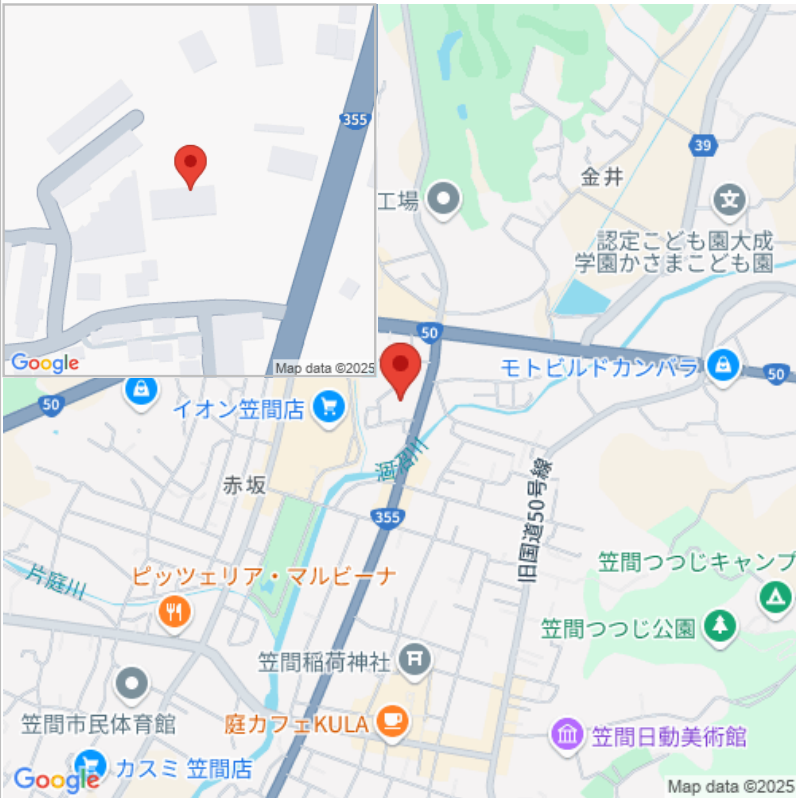 355
Google
Map data ©2025
39
金井
工場
認定こども園大成
学園かさまこども園
50
モトビルドカンバラ
50
50
イオン笠間店
涸沼川
赤坂
355
旧国道50号線
片庭川
ピッツェリア・マルビーナ
笠間つつじキャンプ
笠間つつじ公園
笠間稲荷神社
笠間市民体育館
庭カフェKULA
笠間日動美術館
カスミ 笠間店
Google
Map data ©2025